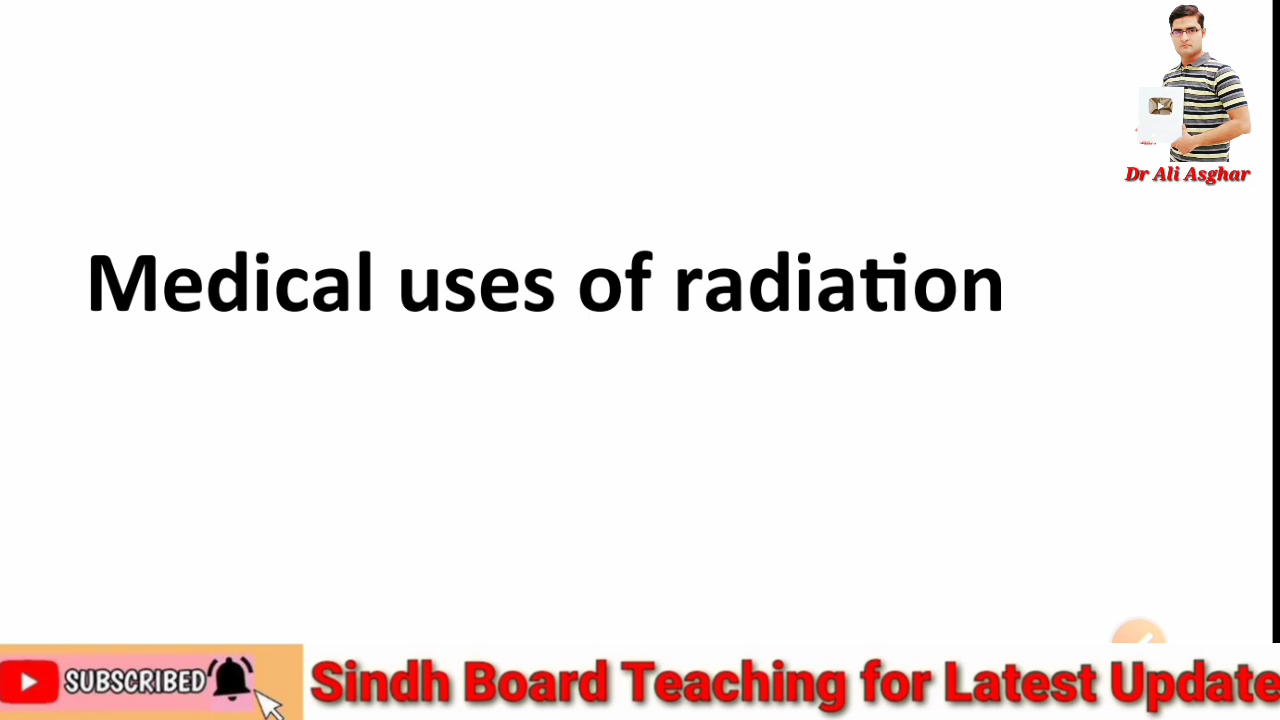 Dr Ali Asghar
Medical uses of radiation
SUBSCRIBED
Sindh Board Teaching for Latest Update